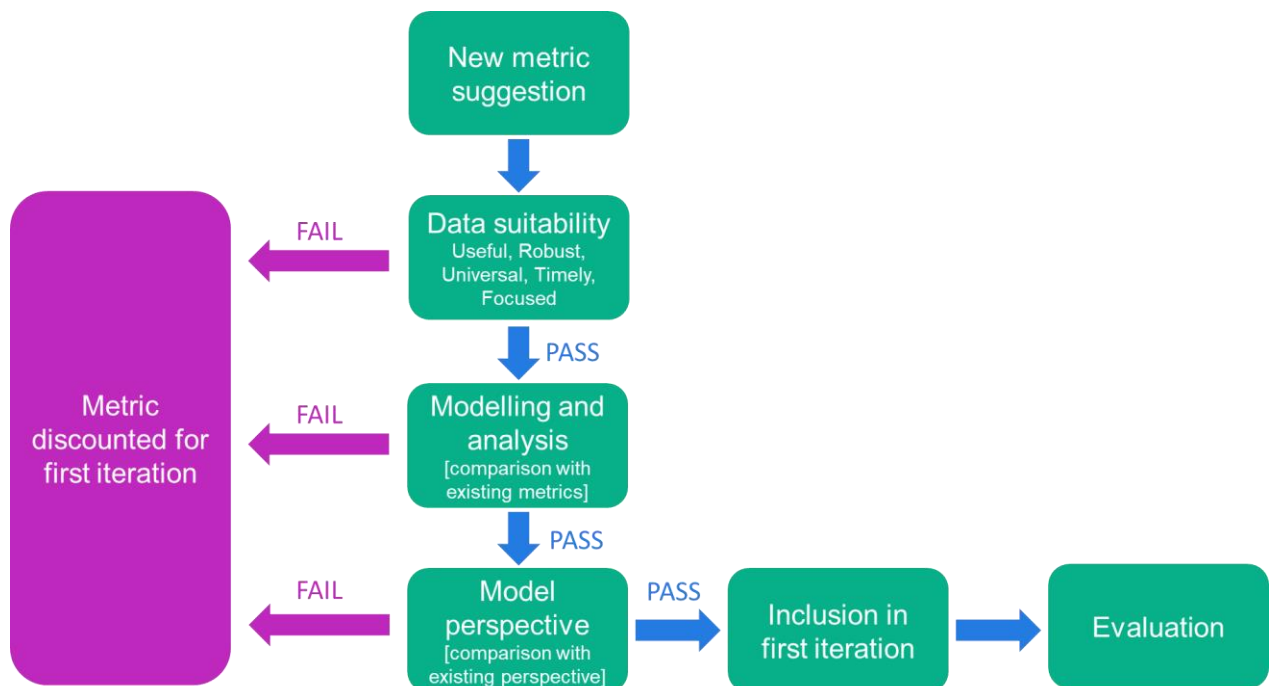 New metric
suggestion
FAIL
Data suitability
Useful, Robust,
Universal, Timely,
Focused
PASS
Metric
discounted for
first iteration
FAIL
Modelling and
analysis
[comparison with
existing metrics]
PASS
FAIL
Model
perspective
[comparison with
existing perspective]
PASS
Inclusion in
first iteration
Evaluation